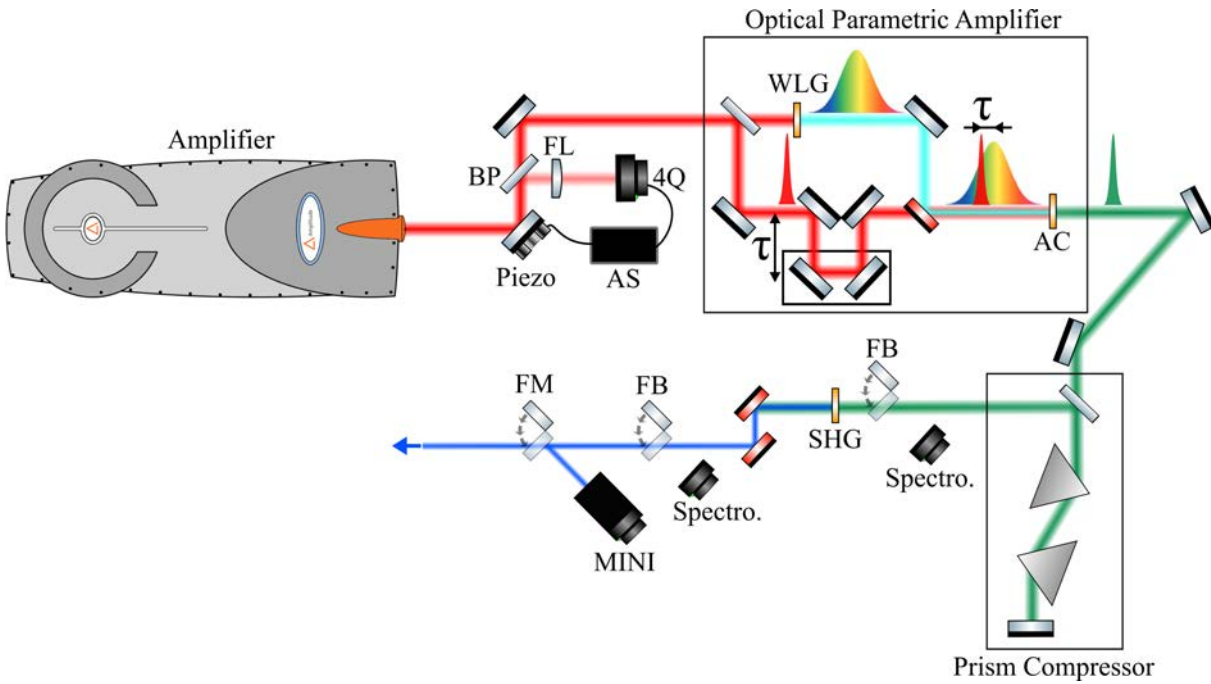 Optical Parametric Amplifier
WLG
τ
Amplifier
FL
BP
4Q
Piezo
AS
τ
AC
FB
FM
FB
SHG
Spectro.
Spectro.
MINI
Prism Compressor